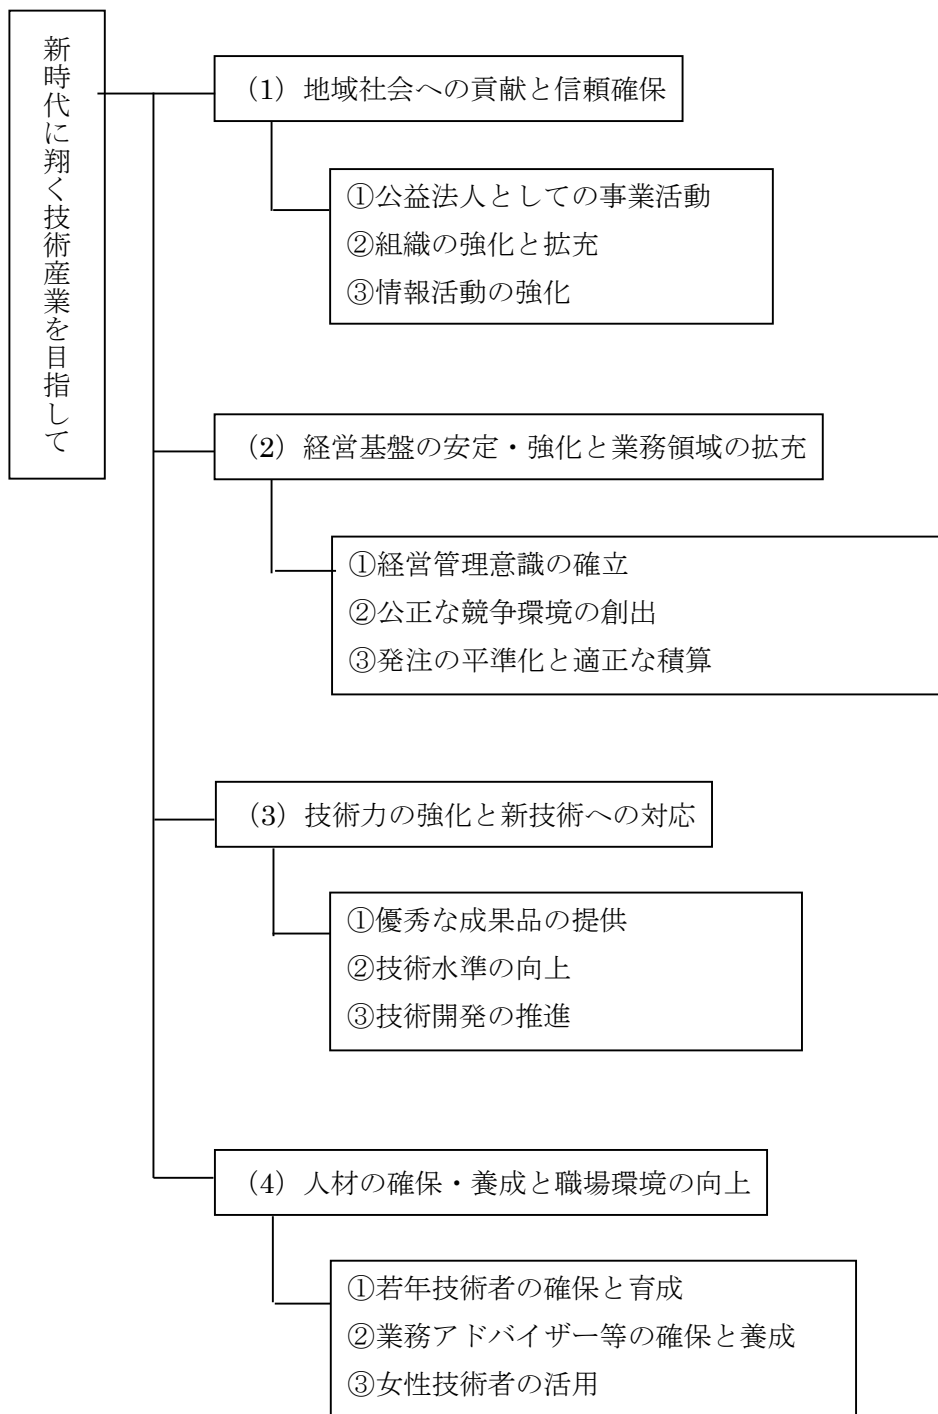 新時代に翔く技術産業を目指して
（1）地域社会への貢献と信頼確保
①公益法人としての事業活動
②組織の強化と拡充
③情報活動の強化
（2）経営基盤の安定・強化と業務領域の拡充
①経営管理意識の確立
②公正な競争環境の創出
③発注の平準化と適正な積算
（3）技術力の強化と新技術への対応
①優秀な成果品の提供
②技術水準の向上
③技術開発の推進
（4）人材の確保・養成と職場環境の向上
①若年技術者の確保と育成
②業務アドバイザー等の確保と養成
③女性技術者の活用